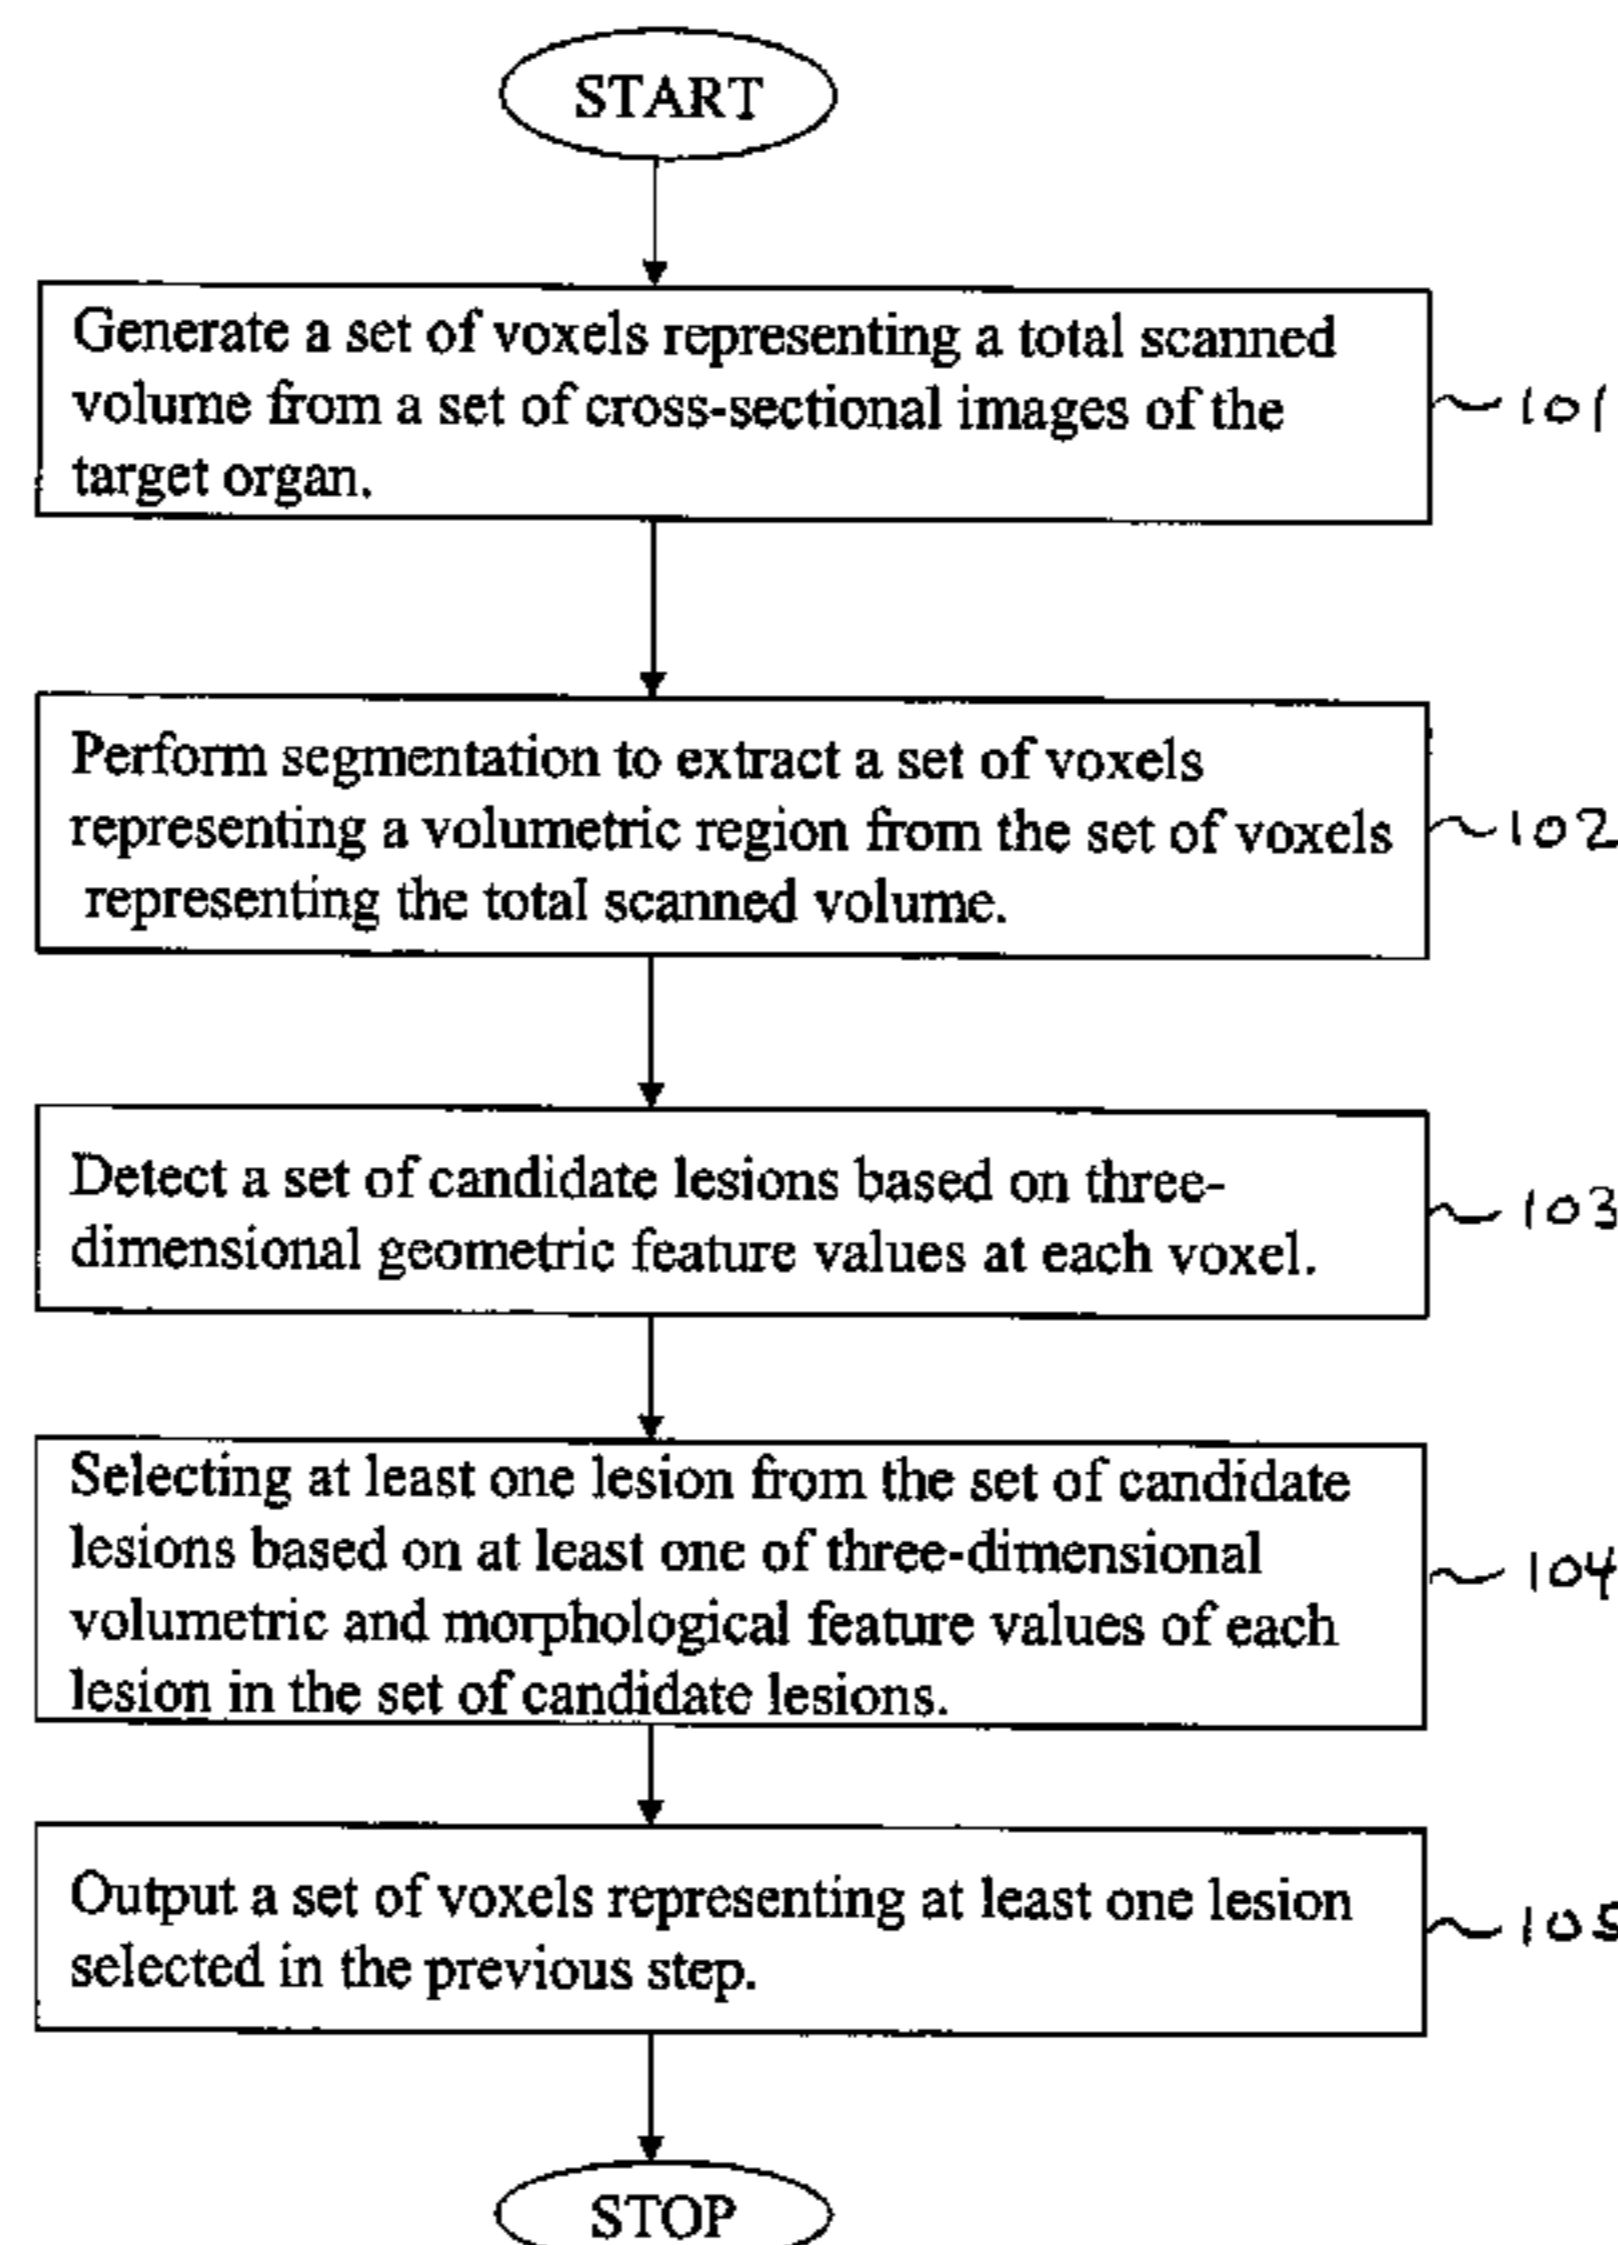 START
Generate a set of voxels representing a total scanned
volume from a set of cross-sectional images of the
target organ.
101
Perform segmentation to extract a set of voxels
representing a volumetric region from the set of voxels
representing the total scanned volume.
102
Detect a set of candidate lesions based on three-
dimensional geometric feature values at each voxel.
103
Selecting at least one lesion from the set of candidate
lesions based on at least one of three-dimensional
volumetric and morphological feature values of each
lesion in the set of candidate lesions.
104
Output a set of voxels representing at least one lesion
selected in the previous step.
105
STOP